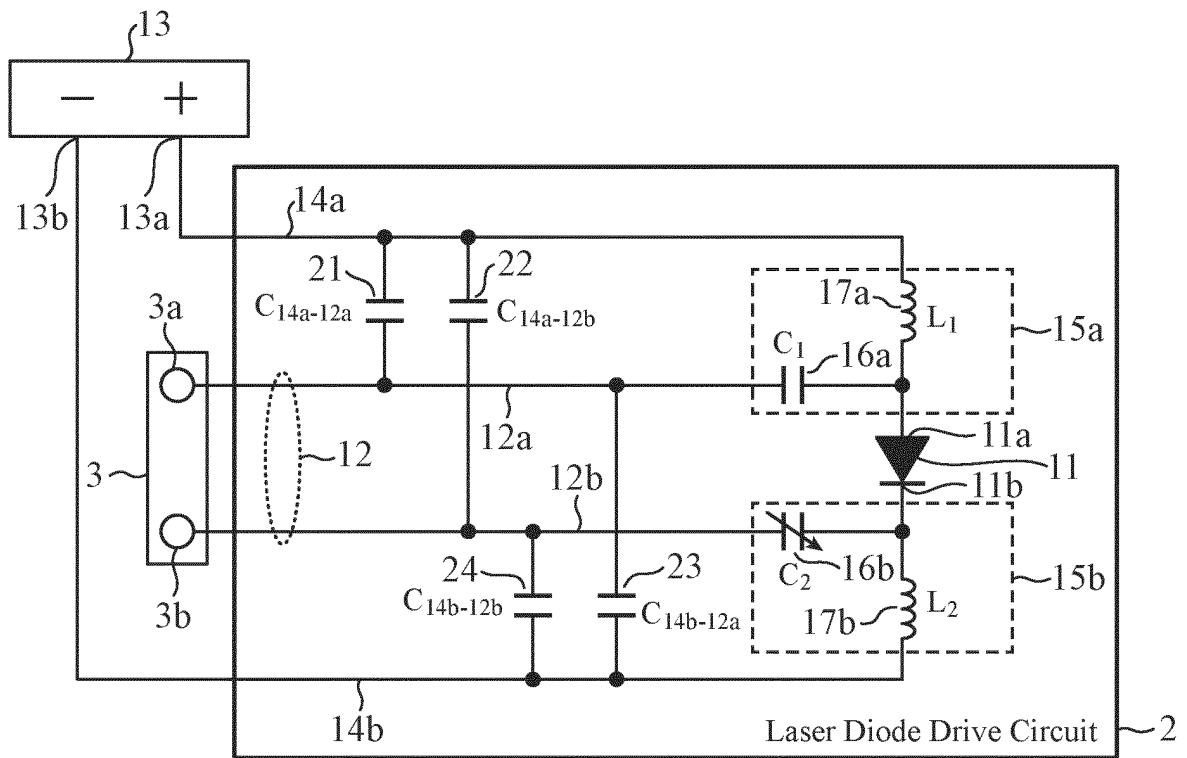 13
− +
13b
13a
14a
21
22
C14a-12a
C14a-12b
17a
L1
15a
3a
C1
16a
12a
11a
11
3
12
12b
11b
24
23
16b
C2
15b
3b
C14b-12b
C14b-12a
17b
L2
14b
Laser Diode Drive Circuit
2